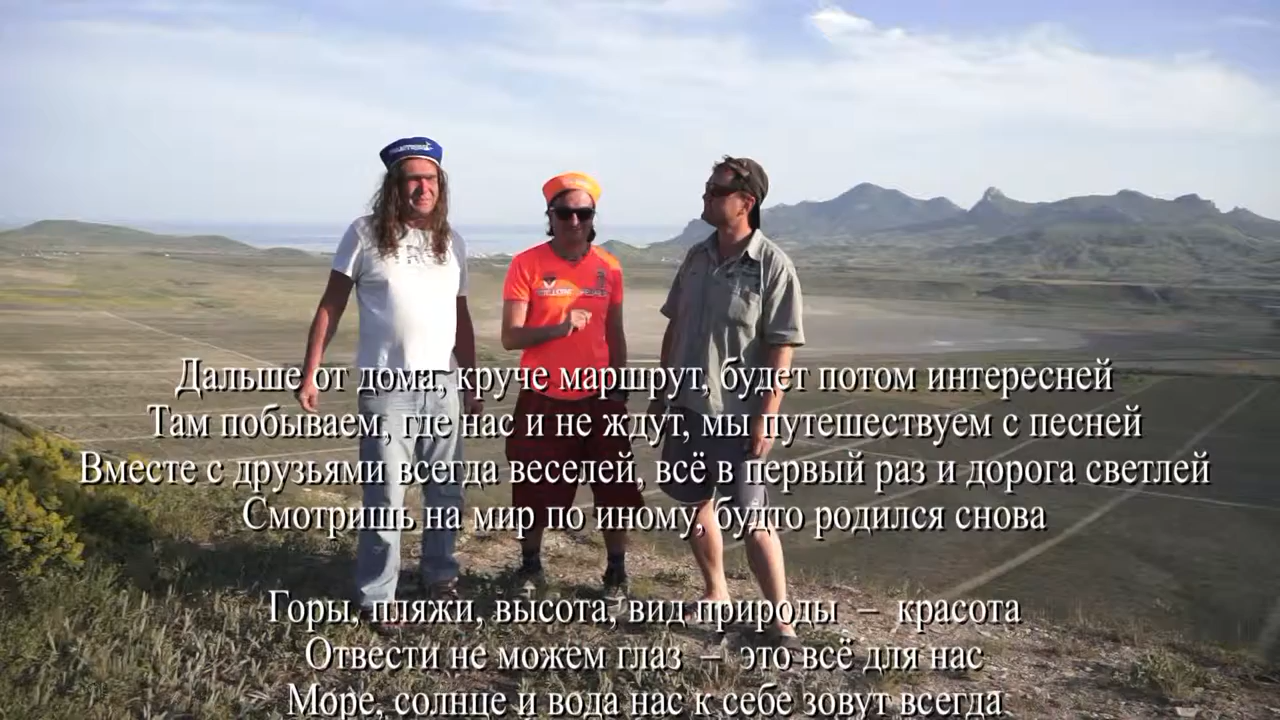 Дальше от дома, круче маршрут, будет потом интересней
Там побываем, где нас и не ждут, мы путешествуем с песней
Вместе с друзьями всегда веселей, всё в первый раз и дорога светлей
Смотришь на мир по иному, будто родился снова
Горы, пляжи, высота, вид природы – красота
Отвести не можем глаз – это всё для нас
Море, солнце и вода нас к себе зовут всегда